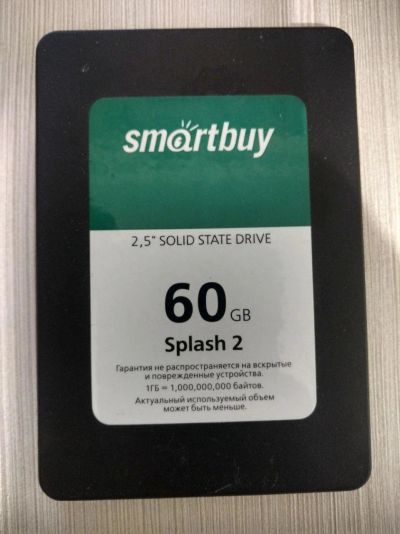 smartbuy
2,5" SOLID STATE DRIVE
60 GB
Splash 2
Гарантия не распространяется на вскрытые
и поврежденные устройства.
1ГБ = 1,000,000,000 байтов.
Актуальный используемый объем
может быть меньше.